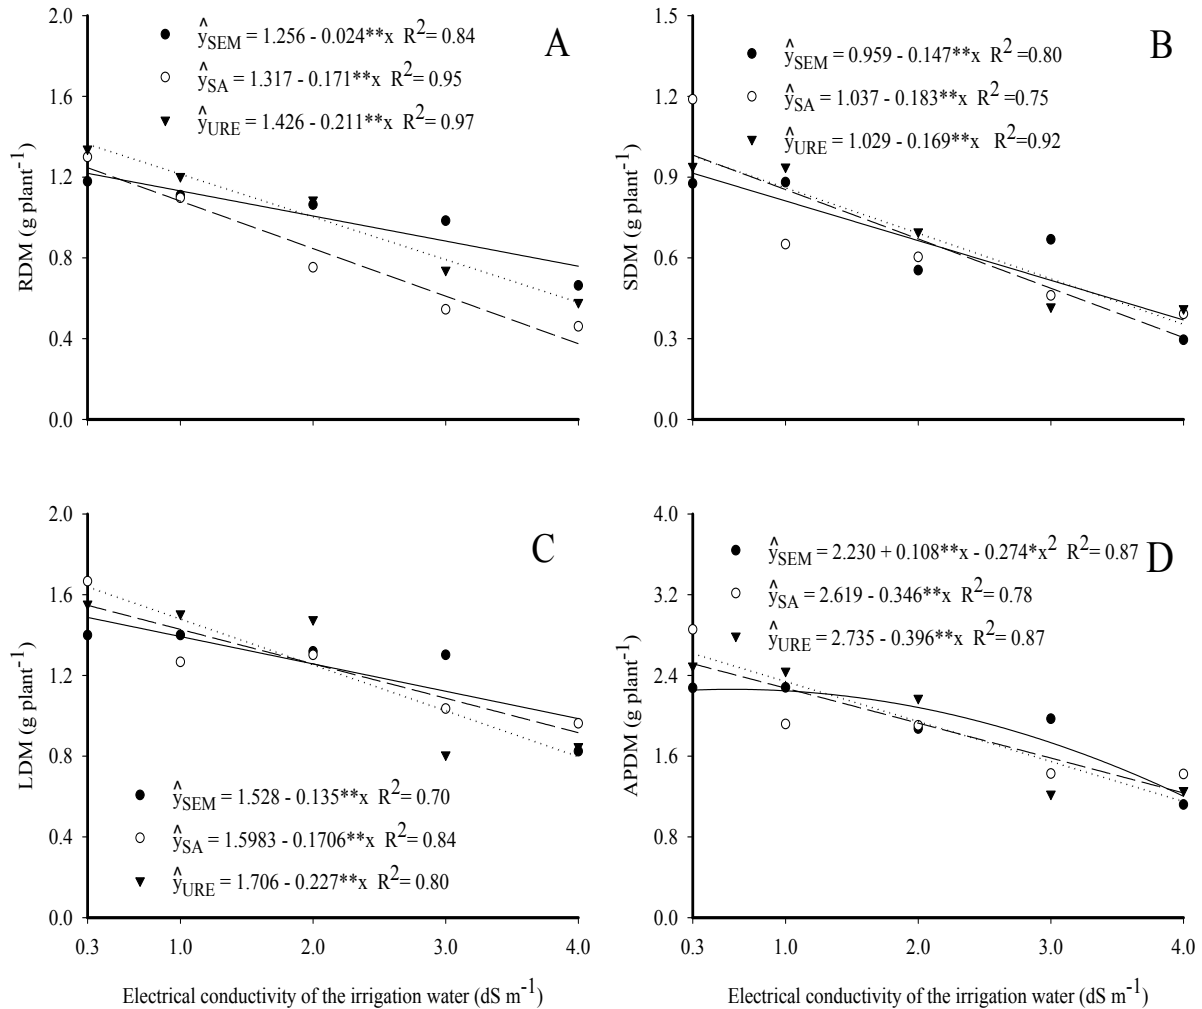 A
ŷSEM = 1.256 - 0.024**x R² = 0.84
ŷSA = 1.317 - 0.171**x R² = 0.95
ŷURE = 1.426 - 0.211**x R² = 0.97
RDM (g plant⁻¹)
2.0
1.6
1.2
0.8
0.4
0.0
0.3 1.0 2.0 3.0 4.0
B
ŷSEM = 0.959 - 0.147**x R² =0.80
ŷSA = 1.037 - 0.183**x R² =0.75
ŷURE = 1.029 - 0.169**x R² =0.92
SDM (g plant⁻¹)
1.5
1.2
0.9
0.6
0.3
0.0
0.3 1.0 2.0 3.0 4.0
C
LDM (g plant⁻¹)
2.0
1.6
1.2
0.8
0.4
0.0
ŷSEM = 1.528 - 0.135**x R² = 0.70
ŷSA = 1.5983 - 0.1706**x R² = 0.84
ŷURE = 1.706 - 0.227**x R² = 0.80
0.3 1.0 2.0 3.0 4.0
Electrical conductivity of the irrigation water (dS m⁻¹)
D
ŷSEM = 2.230 + 0.108**x - 0.274*x² R² = 0.87
ŷSA = 2.619 - 0.346**x R² = 0.78
ŷURE = 2.735 - 0.396**x R² = 0.87
APDM (g plant⁻¹)
4.0
3.2
2.4
1.6
0.8
0.0
0.3 1.0 2.0 3.0 4.0
Electrical conductivity of the irrigation water (dS m⁻¹)